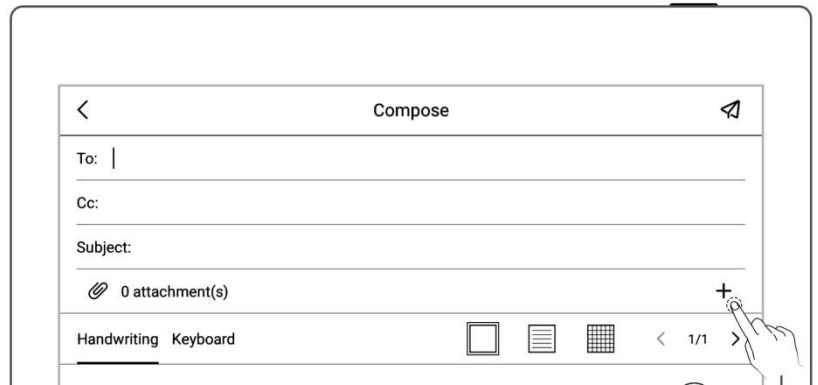 Compose
To:
Cc:
Subject:
0 attachment(s)
Handwriting Keyboard 1/1